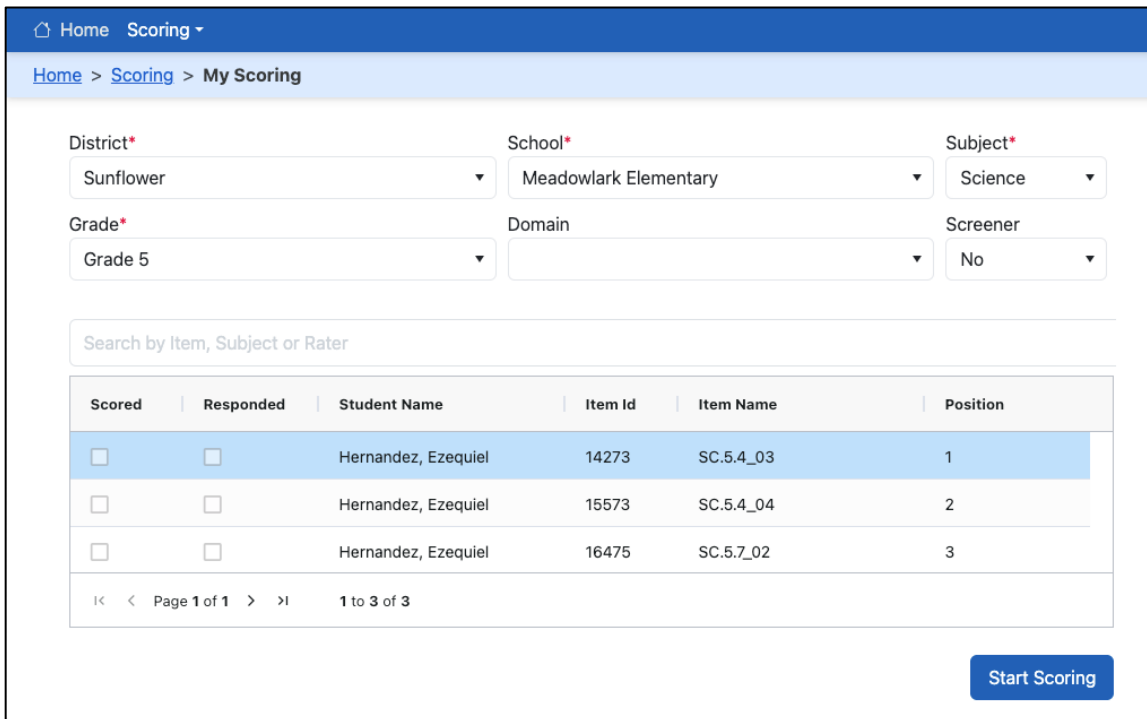 Home Scoring
Home > Scoring > My Scoring
District* School* Subject*
Sunflower Meadowlark Elementary Science
Grade* Domain Screener
Grade 5 No
Search by Item, Subject or Rater
Scored Responded Student Name Item Id Item Name Position
Hernandez, Ezequiel 14273 SC.5.4_03 1
Hernandez, Ezequiel 15573 SC.5.4_04 2
Hernandez, Ezequiel 16475 SC.5.7_02 3
Page 1 of 1 1 to 3 of 3
Start Scoring